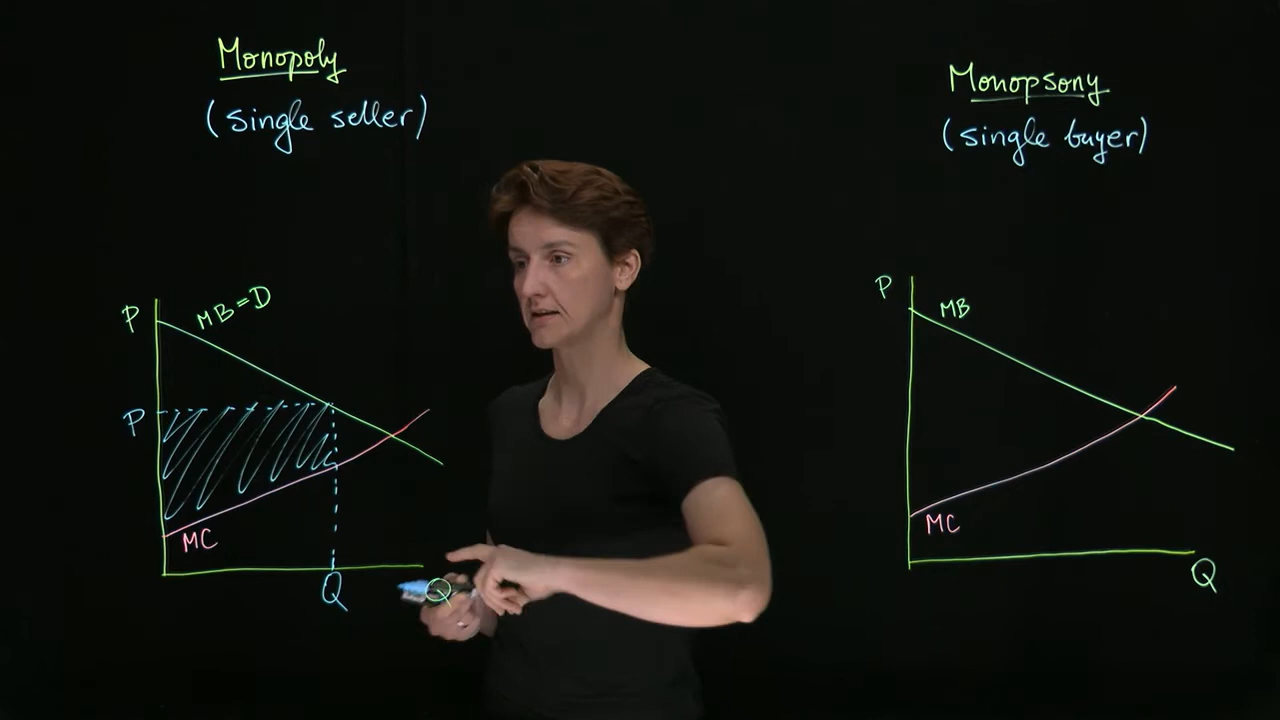 Monopoly
(single seller)
P
MB = D
P
MC
Q
Q
Monopsony
(single buyer)
P
MB
MC
Q